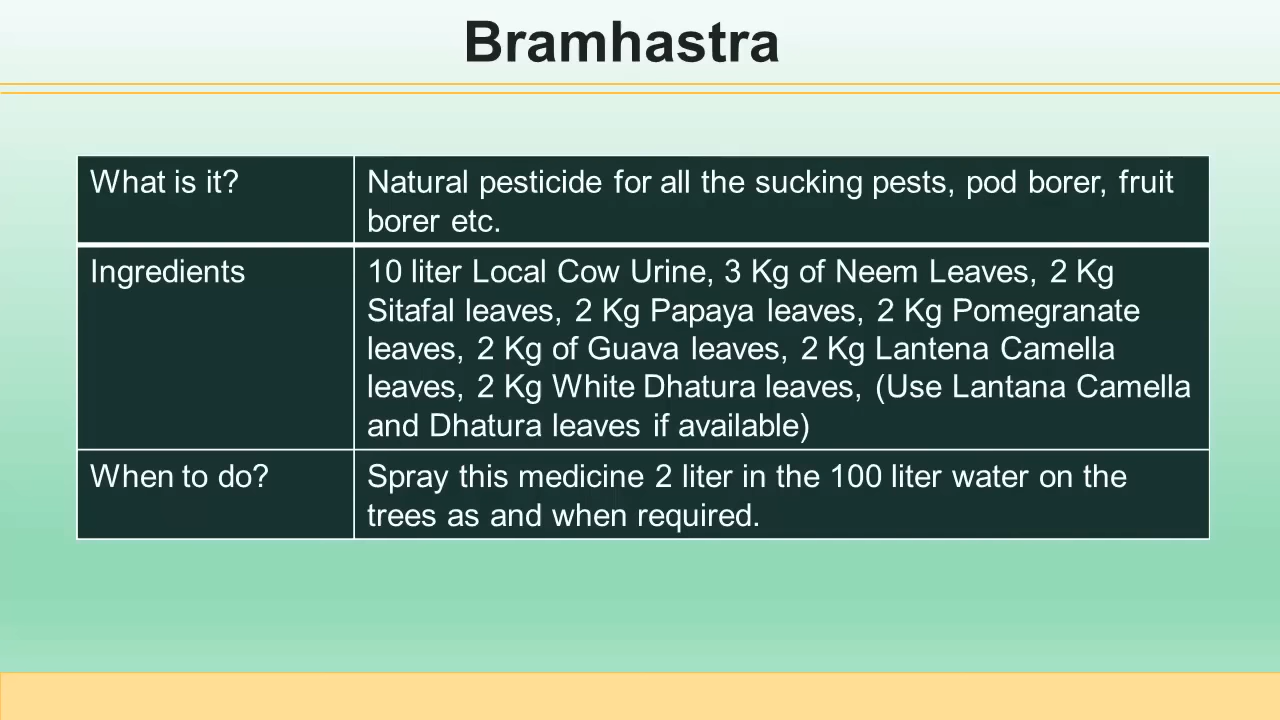 Bramhastra
What is it?
Natural pesticide for all the sucking pests, pod borer, fruit
borer etc.
Ingredients
10 liter Local Cow Urine, 3 Kg of Neem Leaves, 2 Kg
Sitafal leaves, 2 Kg Papaya leaves, 2 Kg Pomegranate
leaves, 2 Kg of Guava leaves, 2 Kg Lantena Camella
leaves, 2 Kg White Dhatura leaves, (Use Lantana Camella
and Dhatura leaves if available)
When to do?
Spray this medicine 2 liter in the 100 liter water on the
trees as and when required.